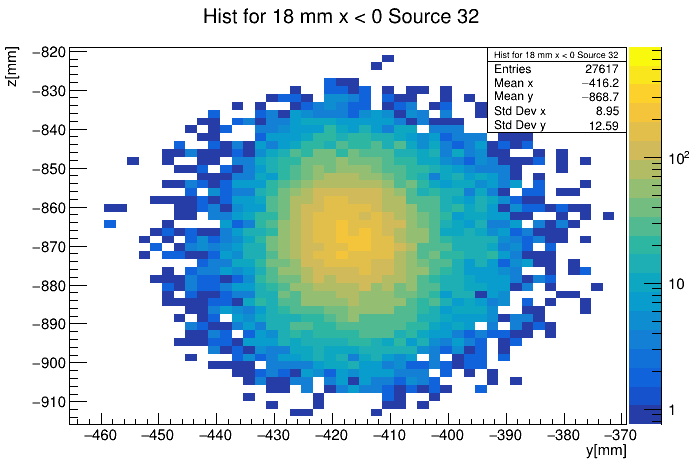 Hist for 18 mm x < 0 Source 32
z[mm]
−820
−830
−840
−850
−860
−870
−880
−890
−900
−910
Hist for 18 mm x < 0 Source 32
Entries 27617
Mean x −416.2
Mean y −868.7
Std Dev x 8.95
Std Dev y 12.59
10²
10
1
−460 −450 −440 −430 −420 −410 −400 −390 −380 −370
y[mm]